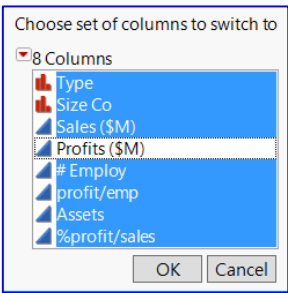 Choose set of columns to switch to
8 Columns
Type
Size Co
Sales ($M)
Profits ($M)
# Employ
profit/emp
Assets
%profit/sales
OK Cancel